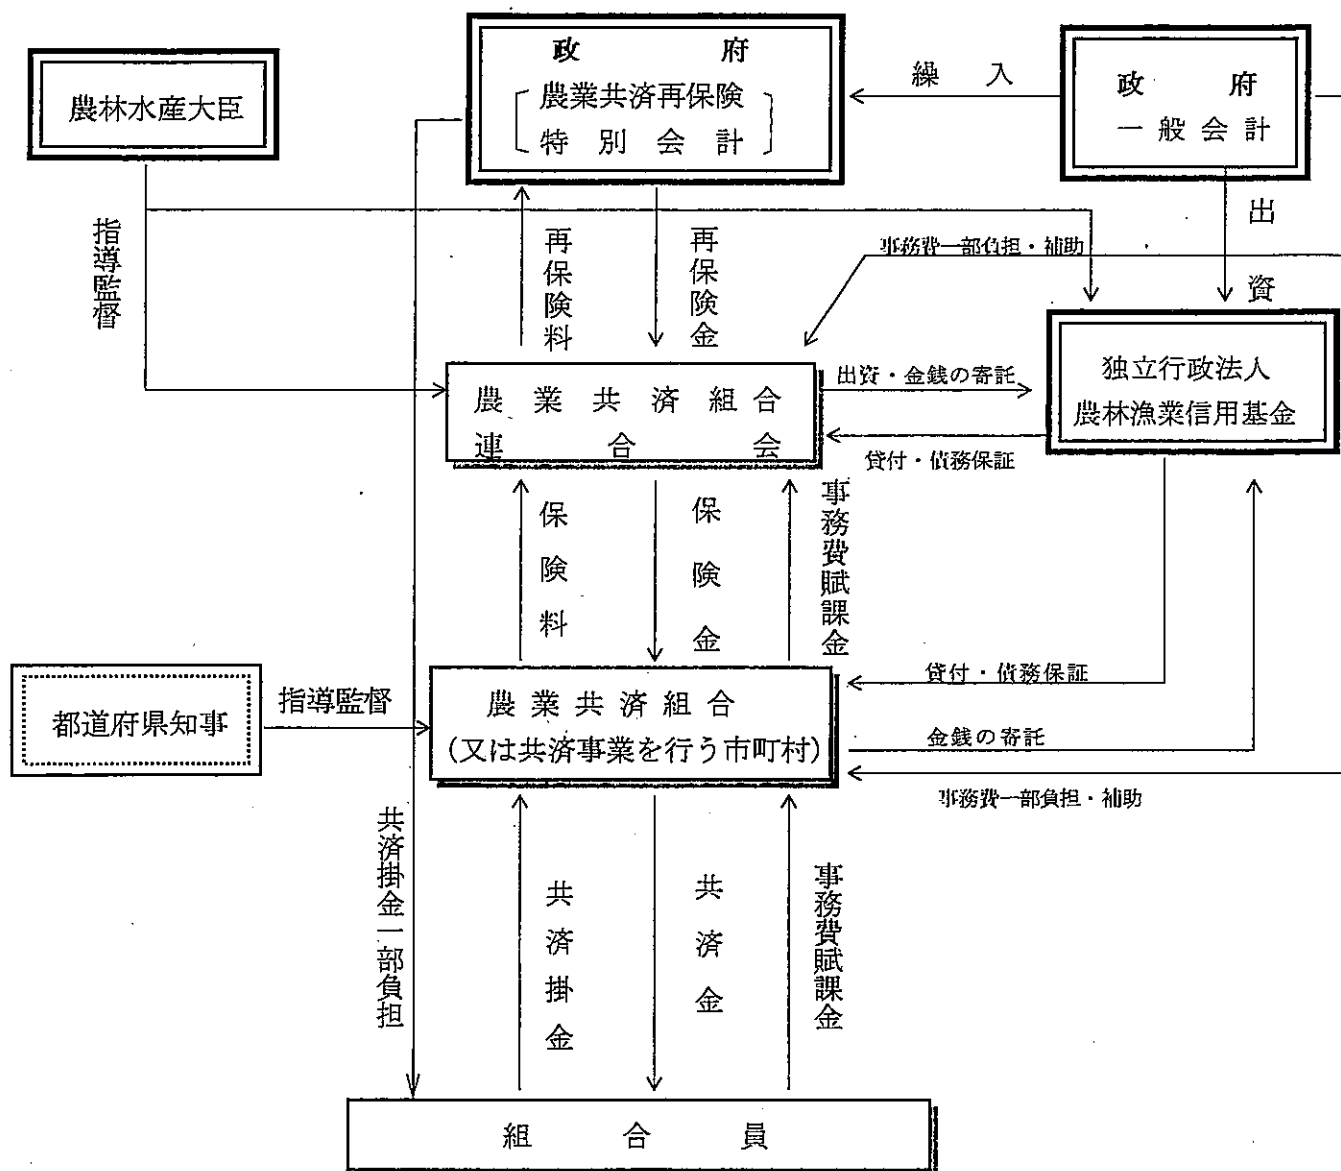 農林水産大臣
政府
農業共済再保険
特別会計
繰入
政府
一般会計
指導監督
再保険料
再保険金
事務費一部負担・補助
出資
農業共済組合
連合会
出資・金銭の寄託
貸付・債務保証
独立行政法人
農林漁業信用基金
保険料
保険金
事務費賦課金
都道府県知事
指導監督
農業共済組合
(又は共済事業を行う市町村)
貸付・債務保証
金銭の寄託
事務費一部負担・補助
共済掛金一部負担
共済掛金
共済金
事務費賦課金
組合員